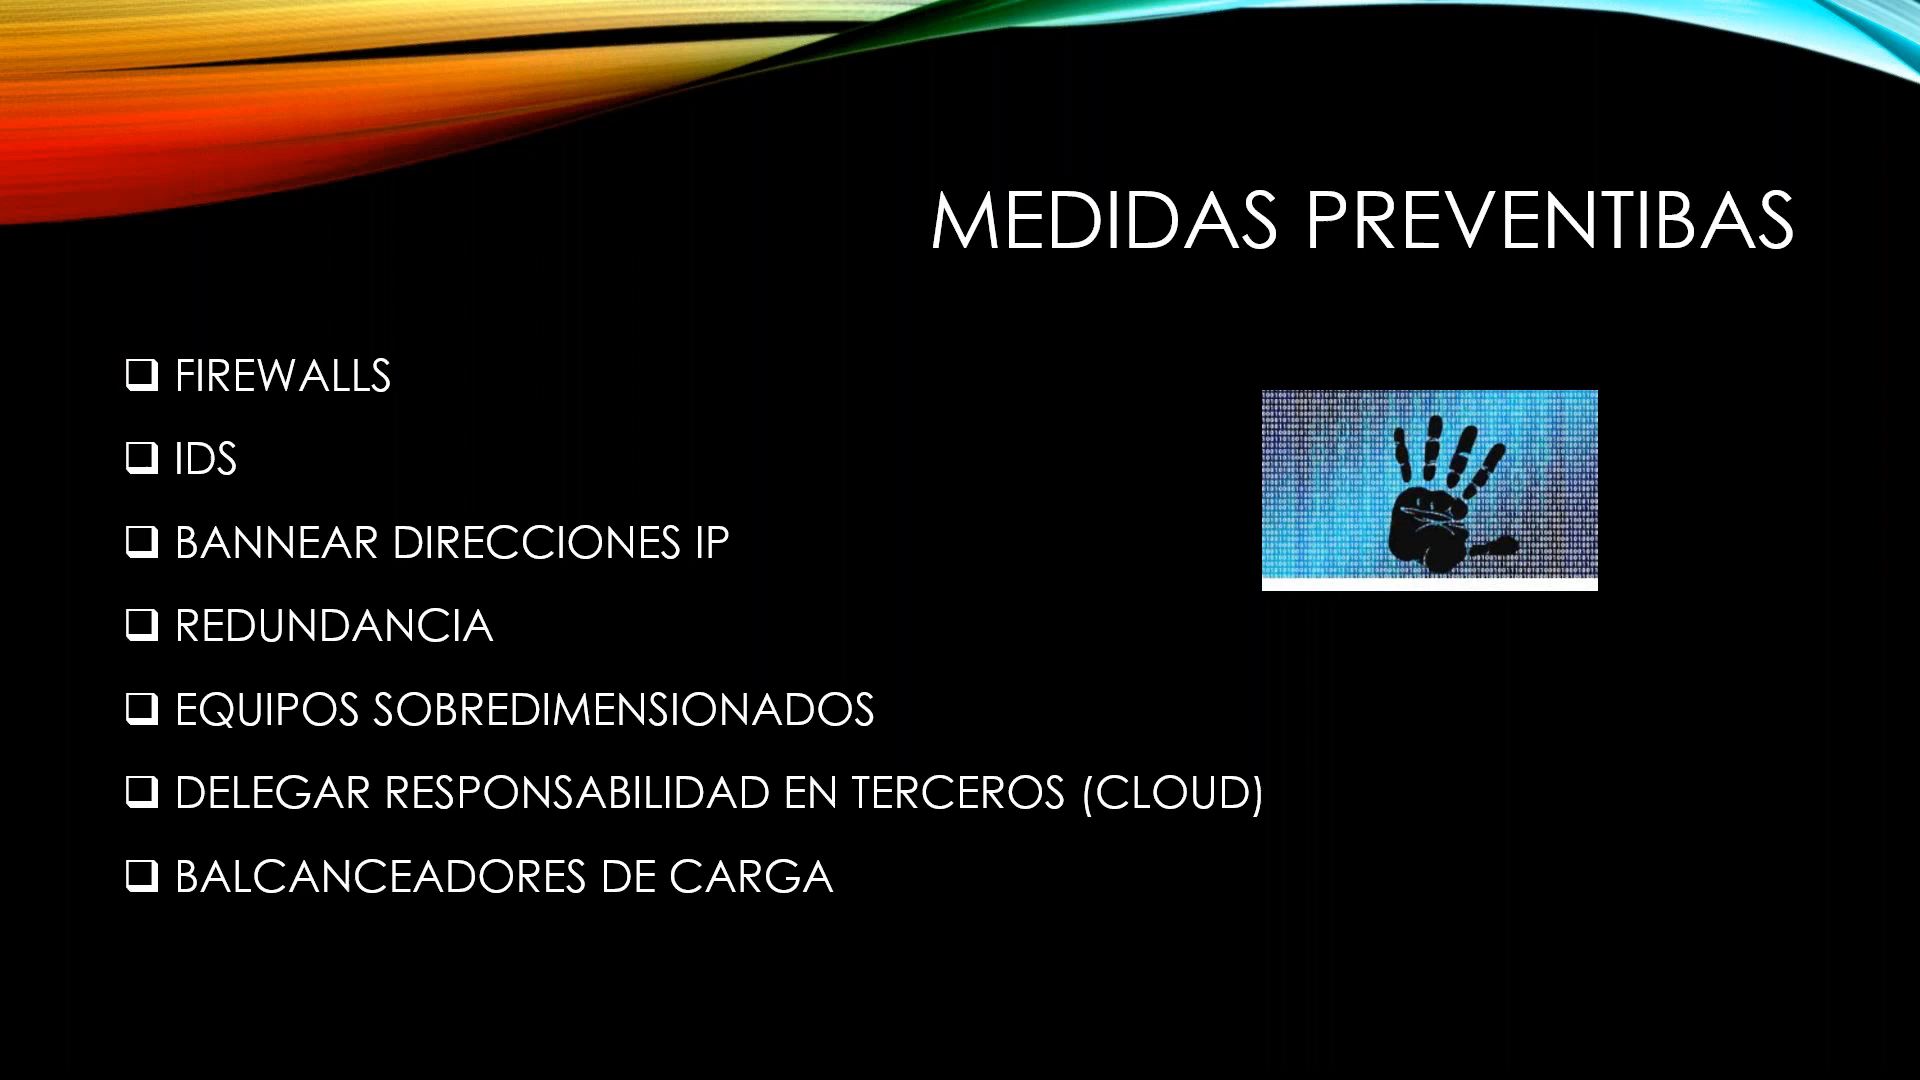 MEDIDAS PREVENTIBAS
FIREWALLS
IDS
BANNEAR DIRECCIONES IP
REDUNDANCIA
EQUIPOS SOBREDIMENSIONADOS
DELEGAR RESPONSABILIDAD EN TERCEROS (CLOUD)
BALCANCEADORES DE CARGA